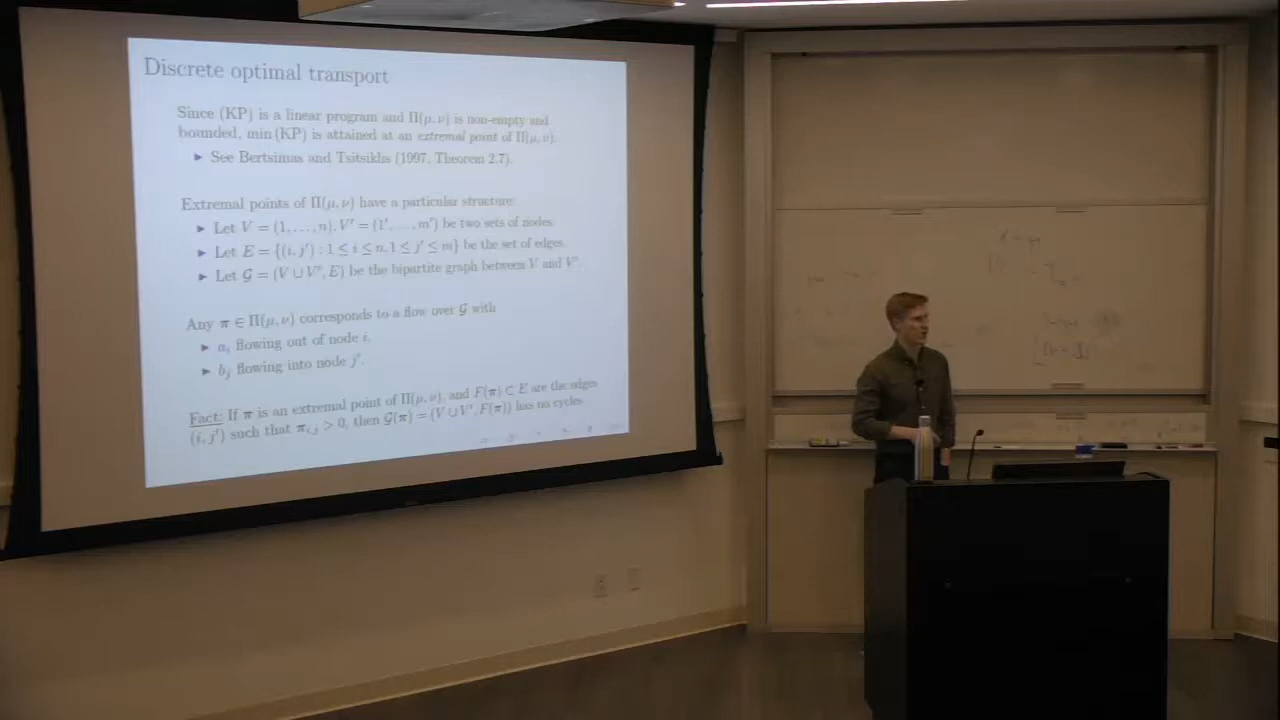 Discrete optimal transport
Since (KP) is a linear program and Π(μ, ν) is non-empty and
bounded, min (KP) is attained at an extremal point of Π(μ, ν).
▸ See Bertsimas and Tsitsiklis (1997, Theorem 2.7).
Extremal points of Π(μ, ν) have a particular structure:
▸ Let V = (1, . . . , n), V′ = (1′, . . . , m′) be two sets of nodes.
▸ Let E = {(i, j′) : 1 ≤ i ≤ n, 1 ≤ j′ ≤ m} be the set of edges.
▸ Let G = (V ∪ V′, E) be the bipartite graph between V and V′.
Any π ∈ Π(μ, ν) corresponds to a flow over G with
▸ aᵢ flowing out of node i,
▸ bⱼ flowing into node j′.
Fact: If π is an extremal point of Π(μ, ν), and F(π) ⊂ E are the edges
(i, j′) such that πᵢ,ⱼ > 0, then G(π) = (V ∪ V′, F(π)) has no cycles